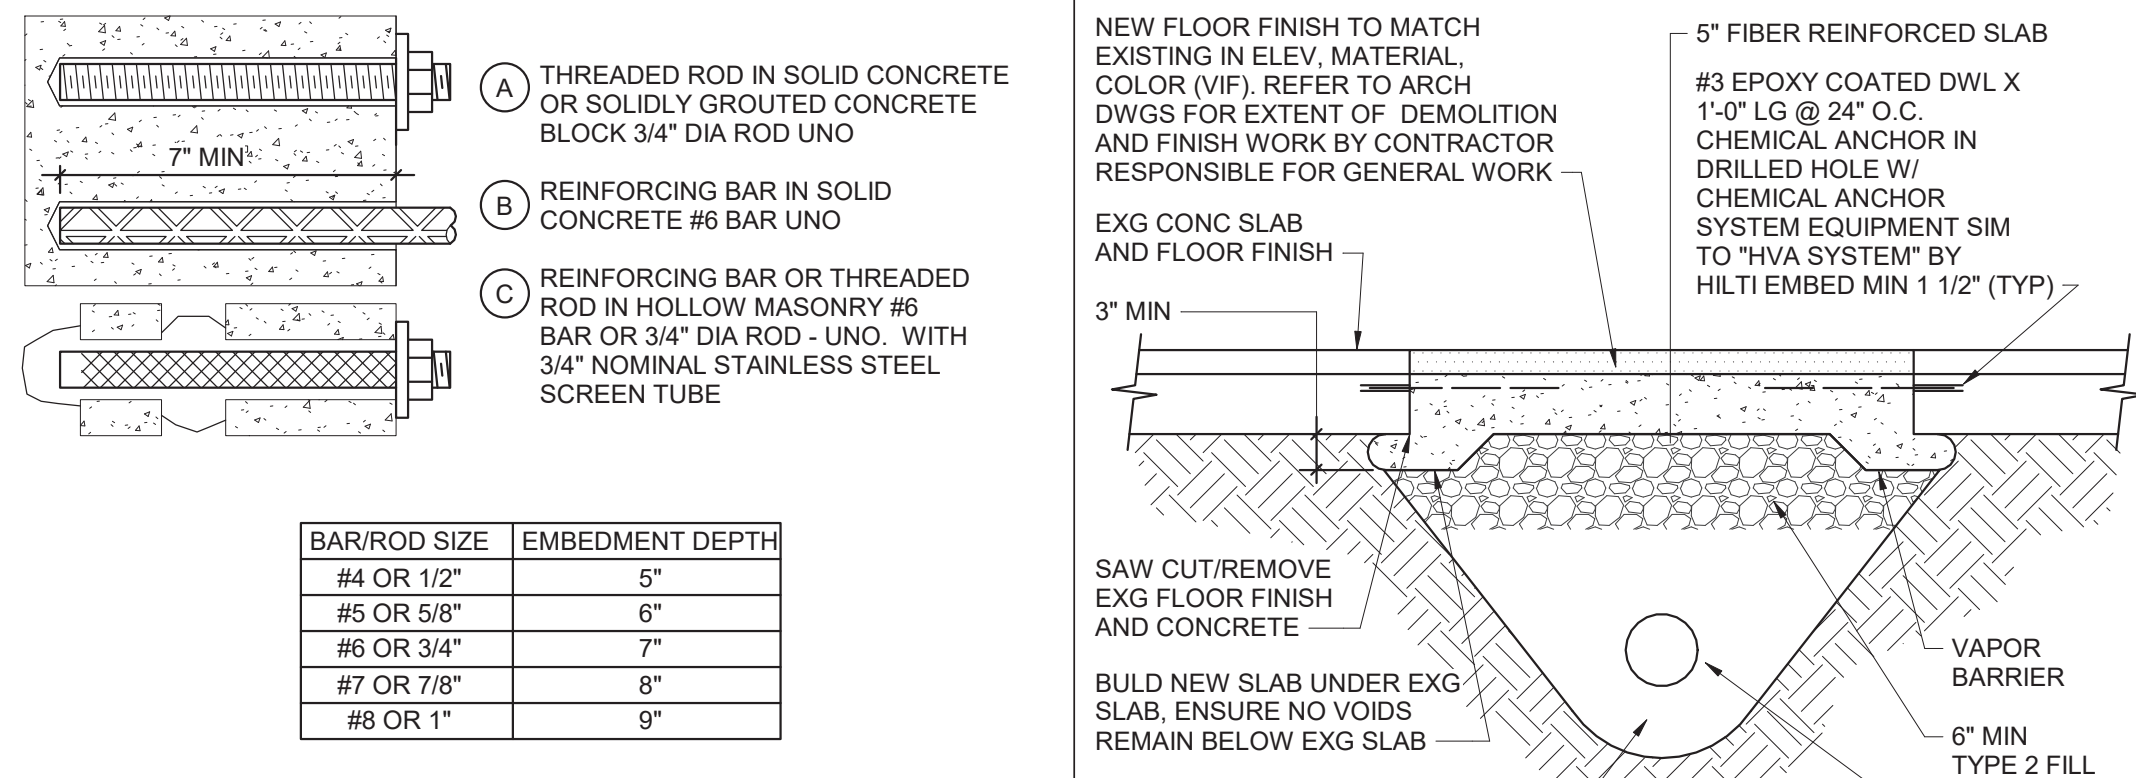 7" MIN
A
THREADED ROD IN SOLID CONCRETE
OR SOLIDLY GROUTED CONCRETE
BLOCK 3/4" DIA ROD UNO
B
REINFORCING BAR IN SOLID
CONCRETE #6 BAR UNO
C
REINFORCING BAR OR THREADED
ROD IN HOLLOW MASONRY #6
BAR OR 3/4" DIA ROD - UNO. WITH
3/4" NOMINAL STAINLESS STEEL
SCREEN TUBE
BAR/ROD SIZE EMBEDMENT DEPTH
#4 OR 1/2" 5"
#5 OR 5/8" 6"
#6 OR 3/4" 7"
#7 OR 7/8" 8"
#8 OR 1" 9"
NEW FLOOR FINISH TO MATCH
EXISTING IN ELEV, MATERIAL,
COLOR (VIF). REFER TO ARCH
DWGS FOR EXTENT OF DEMOLITION
AND FINISH WORK BY CONTRACTOR
RESPONSIBLE FOR GENERAL WORK
EXG CONC SLAB
AND FLOOR FINISH
3" MIN
5" FIBER REINFORCED SLAB
#3 EPOXY COATED DWL X
1'-0" LG @ 24" O.C.
CHEMICAL ANCHOR IN
DRILLED HOLE W/
CHEMICAL ANCHOR
SYSTEM EQUIPMENT SIM
TO "HVA SYSTEM" BY
HILTI EMBED MIN 1 1/2" (TYP)
SAW CUT/REMOVE
EXG FLOOR FINISH
AND CONCRETE
BULD NEW SLAB UNDER EXG
SLAB, ENSURE NO VOIDS
REMAIN BELOW EXG SLAB
VAPOR
BARRIER
6" MIN
TYPE 2 FILL